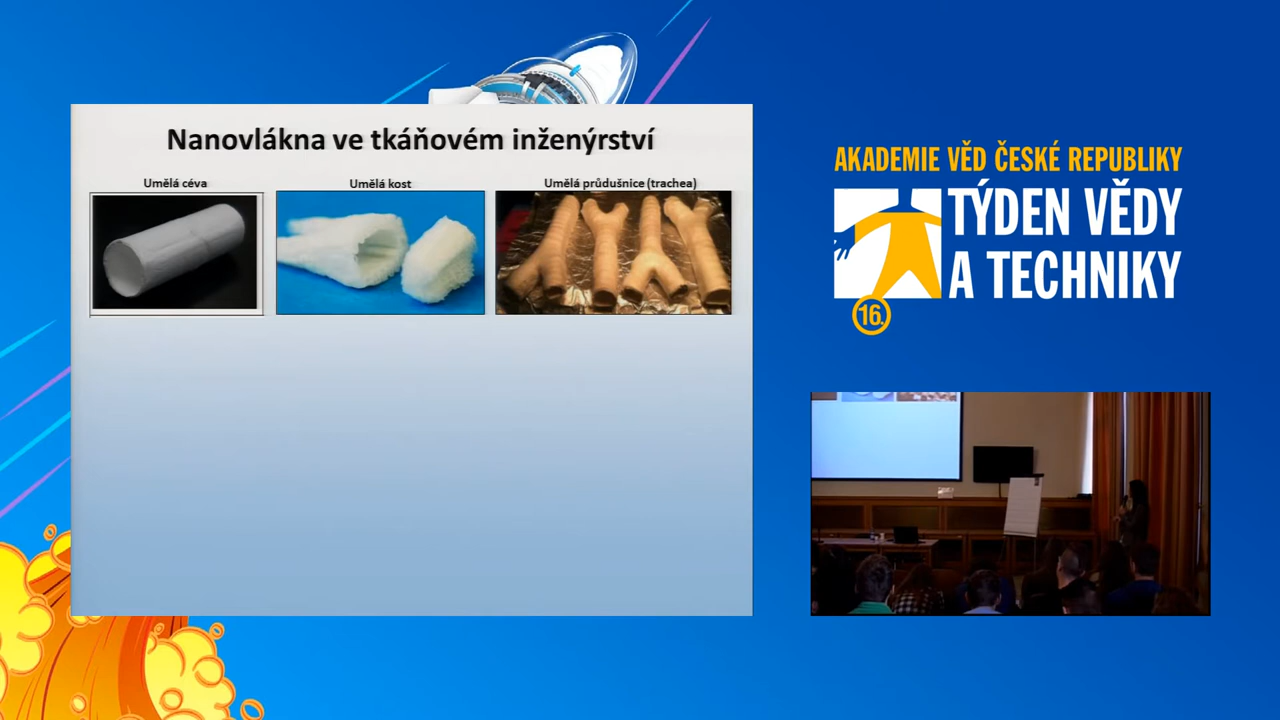 Nanovlákna ve tkáňovém inženýrství
Umělá céva
Umělá kost
Umělá průdušnice (trachea)
AKADEMIE VĚD ČESKÉ REPUBLIKY
TÝDEN VĚDY
A TECHNIKY
16.